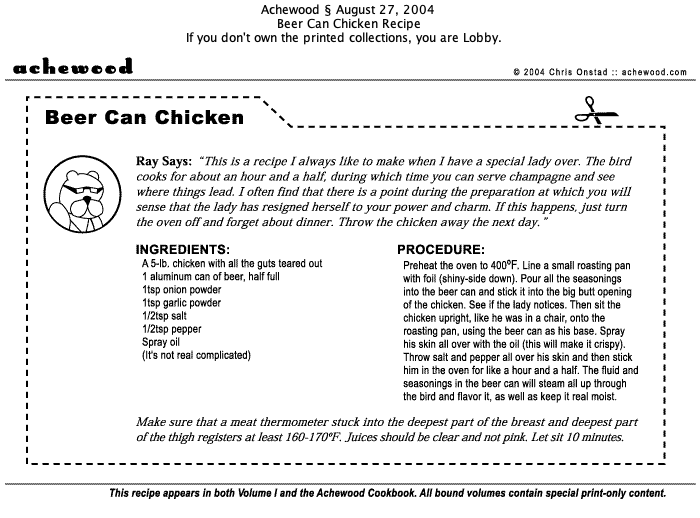 Achewood § August 27, 2004
Beer Can Chicken Recipe
If you don't own the printed collections, you are Lobby.
achewood
© 2004 Chris Onstad :: achewood.com
Beer Can Chicken
Ray Says: "This is a recipe I always like to make when I have a special lady over. The bird
cooks for about an hour and a half, during which time you can serve champagne and see
where things lead. I often find that there is a point during the preparation at which you will
sense that the lady has resigned herself to your power and charm. If this happens, just turn
the oven off and forget about dinner. Throw the chicken away the next day."
INGREDIENTS:
A 5-lb. chicken with all the guts teared out
1 aluminum can of beer, half full
1tsp onion powder
1tsp garlic powder
1/2tsp salt
1/2tsp pepper
Spray oil
(It's not real complicated)
PROCEDURE:
Preheat the oven to 400ºF. Line a small roasting pan
with foil (shiny-side down). Pour all the seasonings
into the beer can and stick it into the big butt opening
of the chicken. See if the lady notices. Then sit the
chicken upright, like he was in a chair, onto the
roasting pan, using the beer can as his base. Spray
his skin all over with the oil (this will make it crispy).
Throw salt and pepper all over his skin and then stick
him in the oven for like a hour and a half. The fluid and
seasonings in the beer can will steam all up through
the bird and flavor it, as well as keep it real moist.
Make sure that a meat thermometer stuck into the deepest part of the breast and deepest part
of the thigh registers at least 160-170ºF. Juices should be clear and not pink. Let sit 10 minutes.
This recipe appears in both Volume I and the Achewood Cookbook. All bound volumes contain special print-only content.